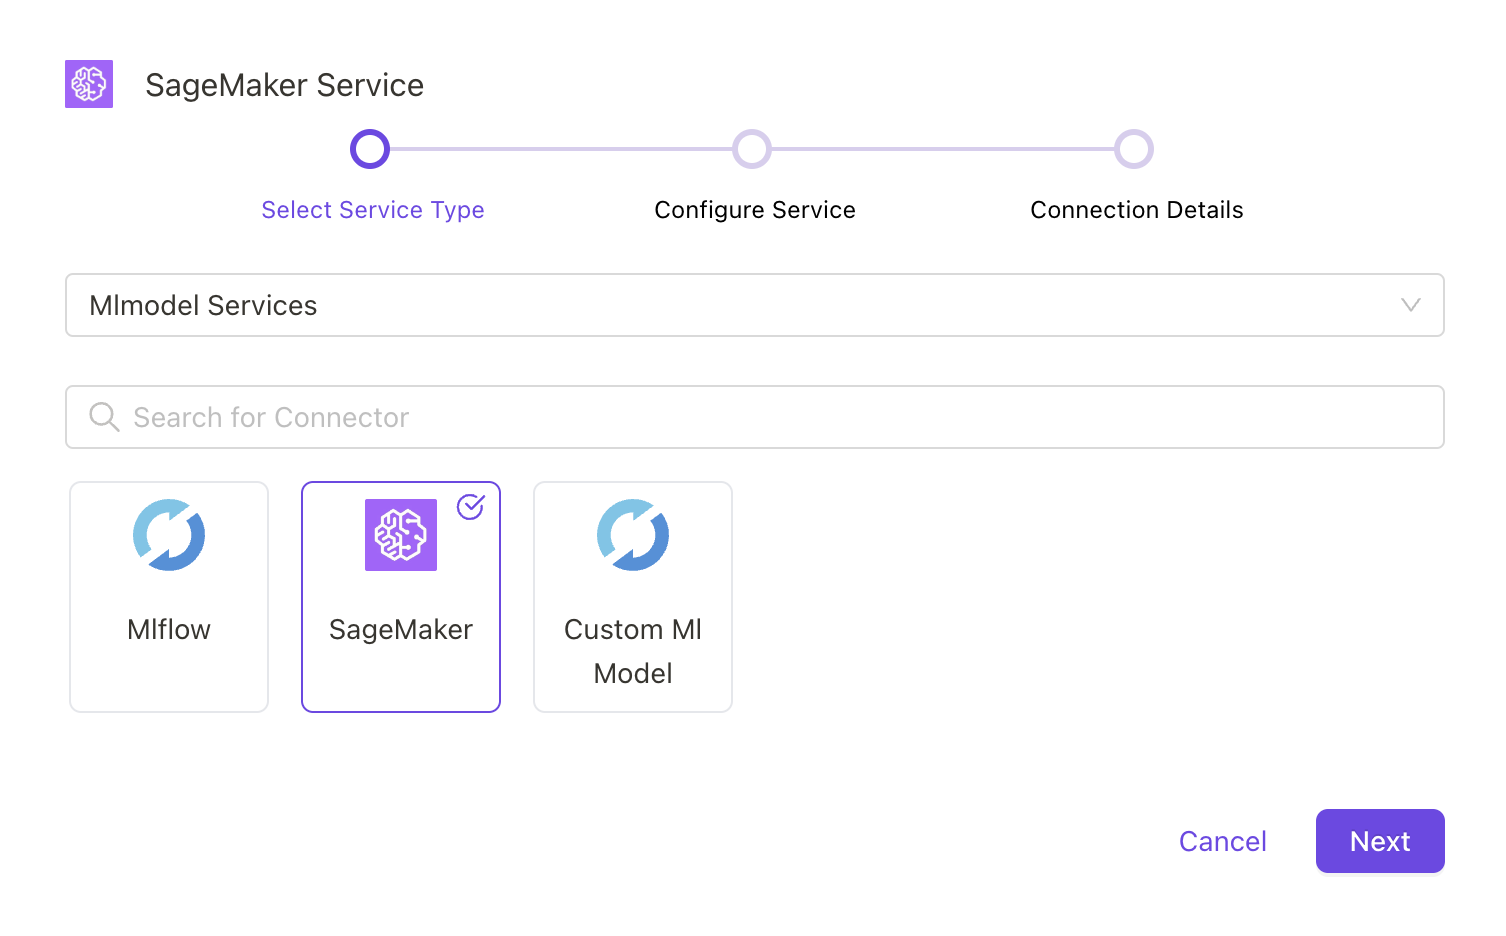 SageMaker Service
Select Service Type
Configure Service
Connection Details
Mlmodel Services
Search for Connector
Mlflow
SageMaker
Custom Ml
Model
Cancel
Next